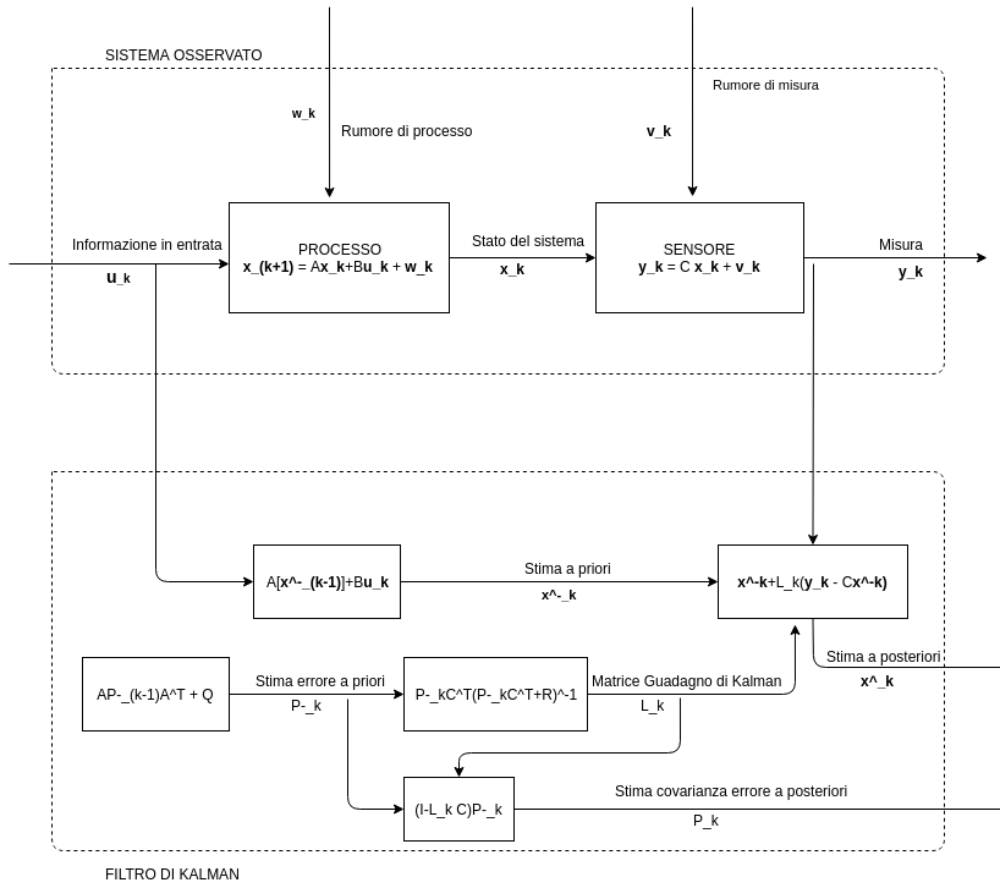 SISTEMA OSSERVATO
Rumore di misura
w_k
Rumore di processo
v_k
Informazione in entrata
u_k
PROCESSO
x_(k+1) = Ax_k+Bu_k + w_k
Stato del sistema
x_k
SENSORE
y_k = C x_k + v_k
Misura
y_k
A[x^-_(k-1)]+Bu_k
Stima a priori
x^-_k
x^-k+L_k(y_k - Cx^-k)
Stima a posteriori
x^_k
AP-_(k-1)A^T + Q
Stima errore a priori
P-_k
P-_kC^T(P-_kC^T+R)^-1
Matrice Guadagno di Kalman
L_k
(I-L_k C)P-_k
Stima covarianza errore a posteriori
P_k
FILTRO DI KALMAN